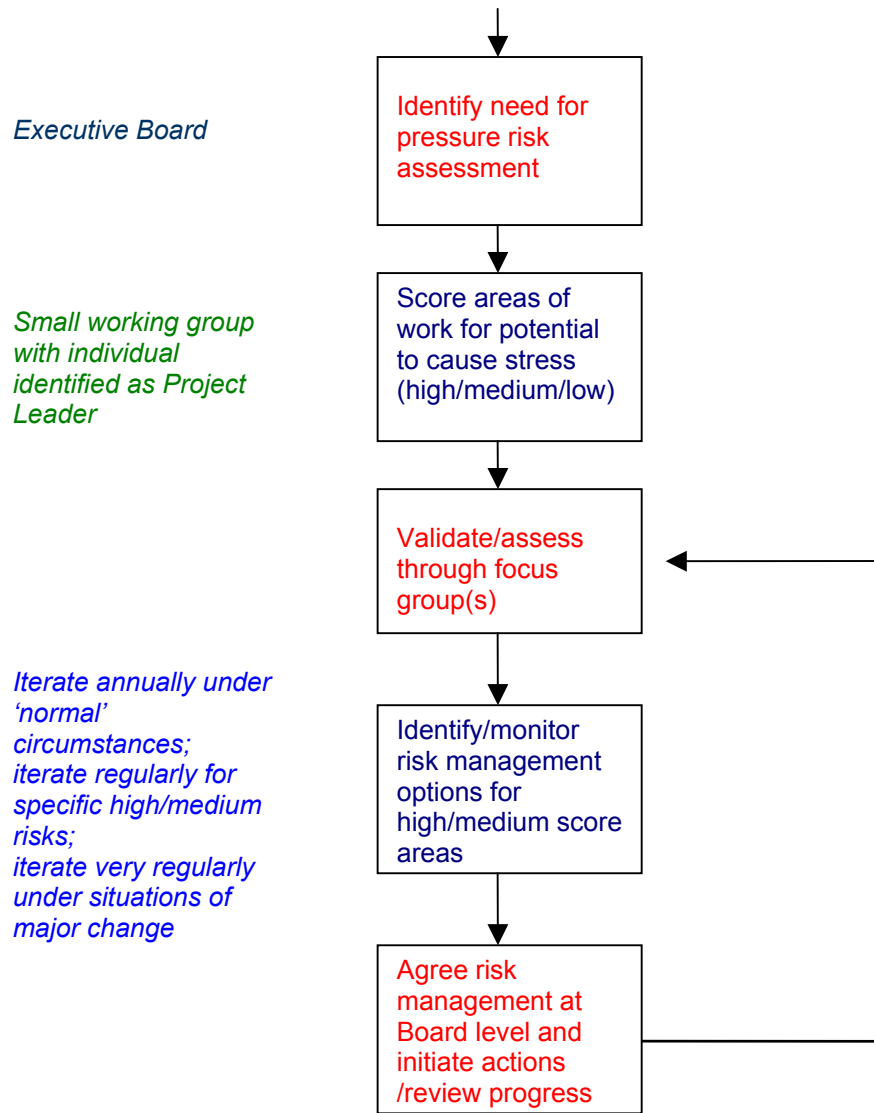 Executive Board
Identify need for
pressure risk
assessment
Small working group
with individual
identified as Project
Leader
Score areas of
work for potential
to cause stress
(high/medium/low)
Validate/assess
through focus
group(s)
Iterate annually under
‘normal’
circumstances;
iterate regularly for
specific high/medium
risks;
iterate very regularly
under situations of
major change
Identify/monitor
risk management
options for
high/medium score
areas
Agree risk
management at
Board level and
initiate actions
/review progress